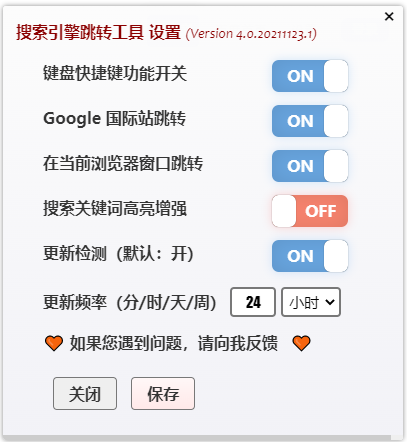 ×
搜索引擎跳转工具 设置 (Version 4.0.20211123.1)
键盘快捷键功能开关 ON
Google 国际站跳转 ON
在当前浏览器窗口跳转 ON
搜索关键词高亮增强 OFF
更新检测（默认：开） ON
更新频率（分/时/天/周） 24 小时
🧡 如果您遇到问题，请向我反馈 🧡
关闭 保存